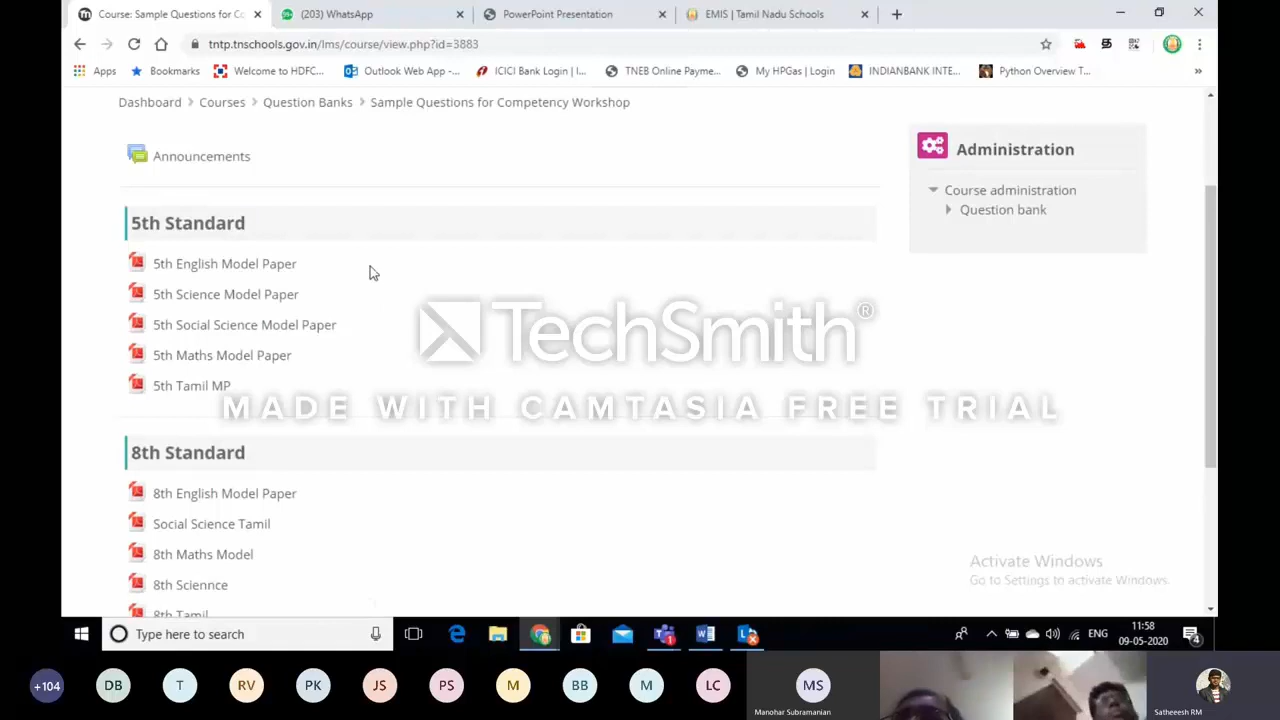 Course: Sample Questions for Co
(203) WhatsApp
PowerPoint Presentation
EMIS | Tamil Nadu Schools
tntp.tnschools.gov.in/lms/course/view.php?id=3883
Apps
Bookmarks
Welcome to HDFC...
Outlook Web App -...
ICICI Bank Login | I...
TNEB Online Payme...
My HPGas | Login
INDIANBANK INTE...
Python Overview T...
Dashboard > Courses > Question Banks > Sample Questions for Competency Workshop
Announcements
Administration
Course administration
Question bank
5th Standard
5th English Model Paper
5th Science Model Paper
5th Social Science Model Paper
5th Maths Model Paper
5th Tamil MP
TechSmith®
MADE WITH CAMTASIA FREE TRIAL
8th Standard
8th English Model Paper
Social Science Tamil
8th Maths Model
8th Sciennce
8th Tamil
Activate Windows
Go to Settings to activate Windows.
Type here to search
ENG
11:58
09-05-2020
4
+104
DB
T
RV
PK
JS
PS
M
BB
M
LC
MS
Manohar Subramanian
Satheeesh RM